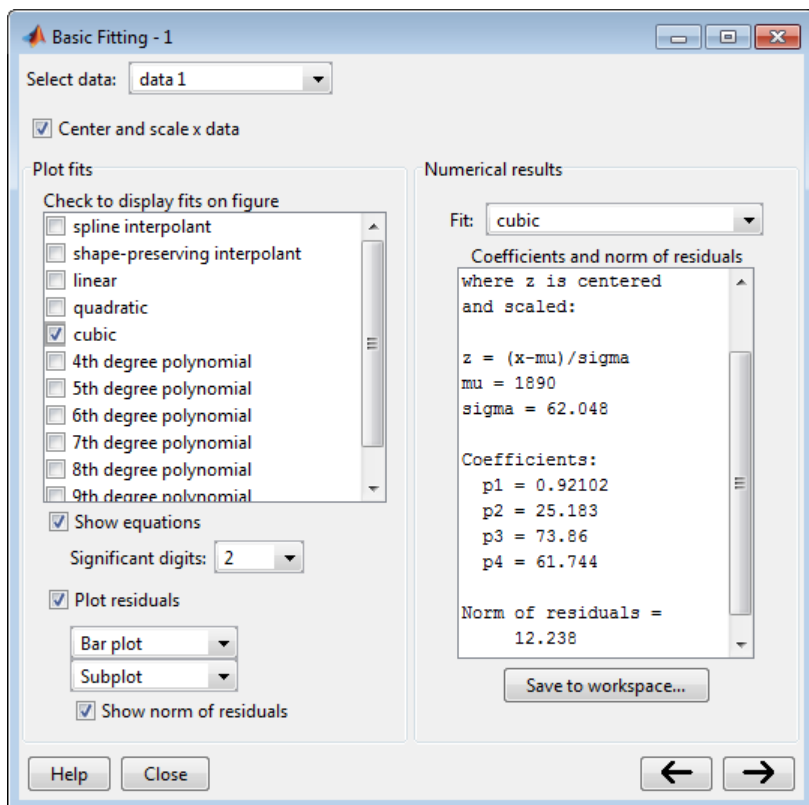 Basic Fitting - 1
Select data: data 1
Center and scale x data
Plot fits
Check to display fits on figure
spline interpolant
shape-preserving interpolant
linear
quadratic
cubic
4th degree polynomial
5th degree polynomial
6th degree polynomial
7th degree polynomial
8th degree polynomial
9th degree polynomial
Show equations
Significant digits: 2
Plot residuals
Bar plot
Subplot
Show norm of residuals
Numerical results
Fit: cubic
Coefficients and norm of residuals
where z is centered
and scaled:
z = (x-mu)/sigma
mu = 1890
sigma = 62.048
Coefficients:
p1 = 0.92102
p2 = 25.183
p3 = 73.86
p4 = 61.744
Norm of residuals =
12.238
Save to workspace...
Help
Close